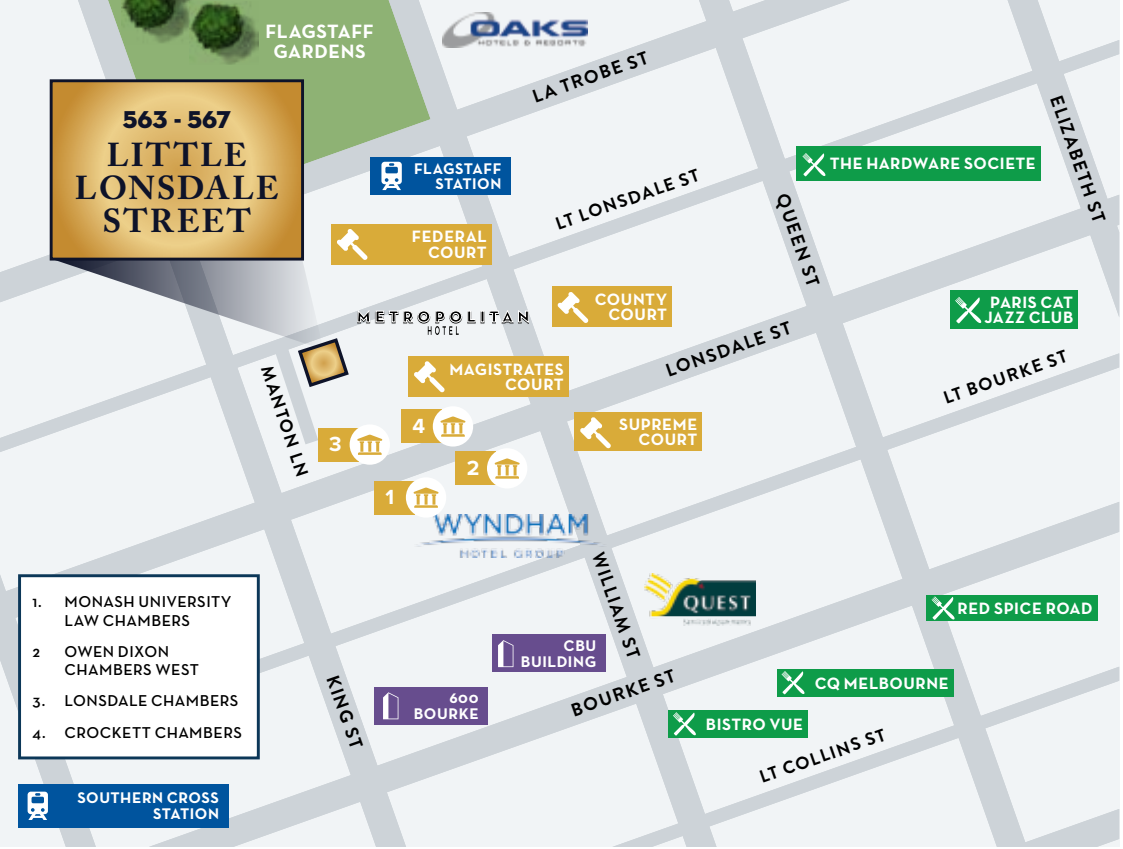 FLAGSTAFF
GARDENS
OAKS
HOTELS & RESORTS
LA TROBE ST
563 - 567
LITTLE
LONSDALE
STREET
ELIZABETH ST
FLAGSTAFF
STATION
THE HARDWARE SOCIETE
LT LONSDALE ST
QUEEN ST
FEDERAL
COURT
COUNTY
COURT
PARIS CAT
JAZZ CLUB
METROPOLITAN
HOTEL
LONSDALE ST
LT BOURKE ST
MAGISTRATES
COURT
MANTON LN
4
SUPREME
COURT
3
2
1
WYNDHAM
HOTEL GROUP
WILLIAM ST
QUEST
Serviced Apartments
RED SPICE ROAD
1. MONASH UNIVERSITY
LAW CHAMBERS
2 OWEN DIXON
CHAMBERS WEST
3. LONSDALE CHAMBERS
4. CROCKETT CHAMBERS
CBU
BUILDING
600
BOURKE
KING ST
BOURKE ST
CQ MELBOURNE
BISTRO VUE
LT COLLINS ST
SOUTHERN CROSS
STATION